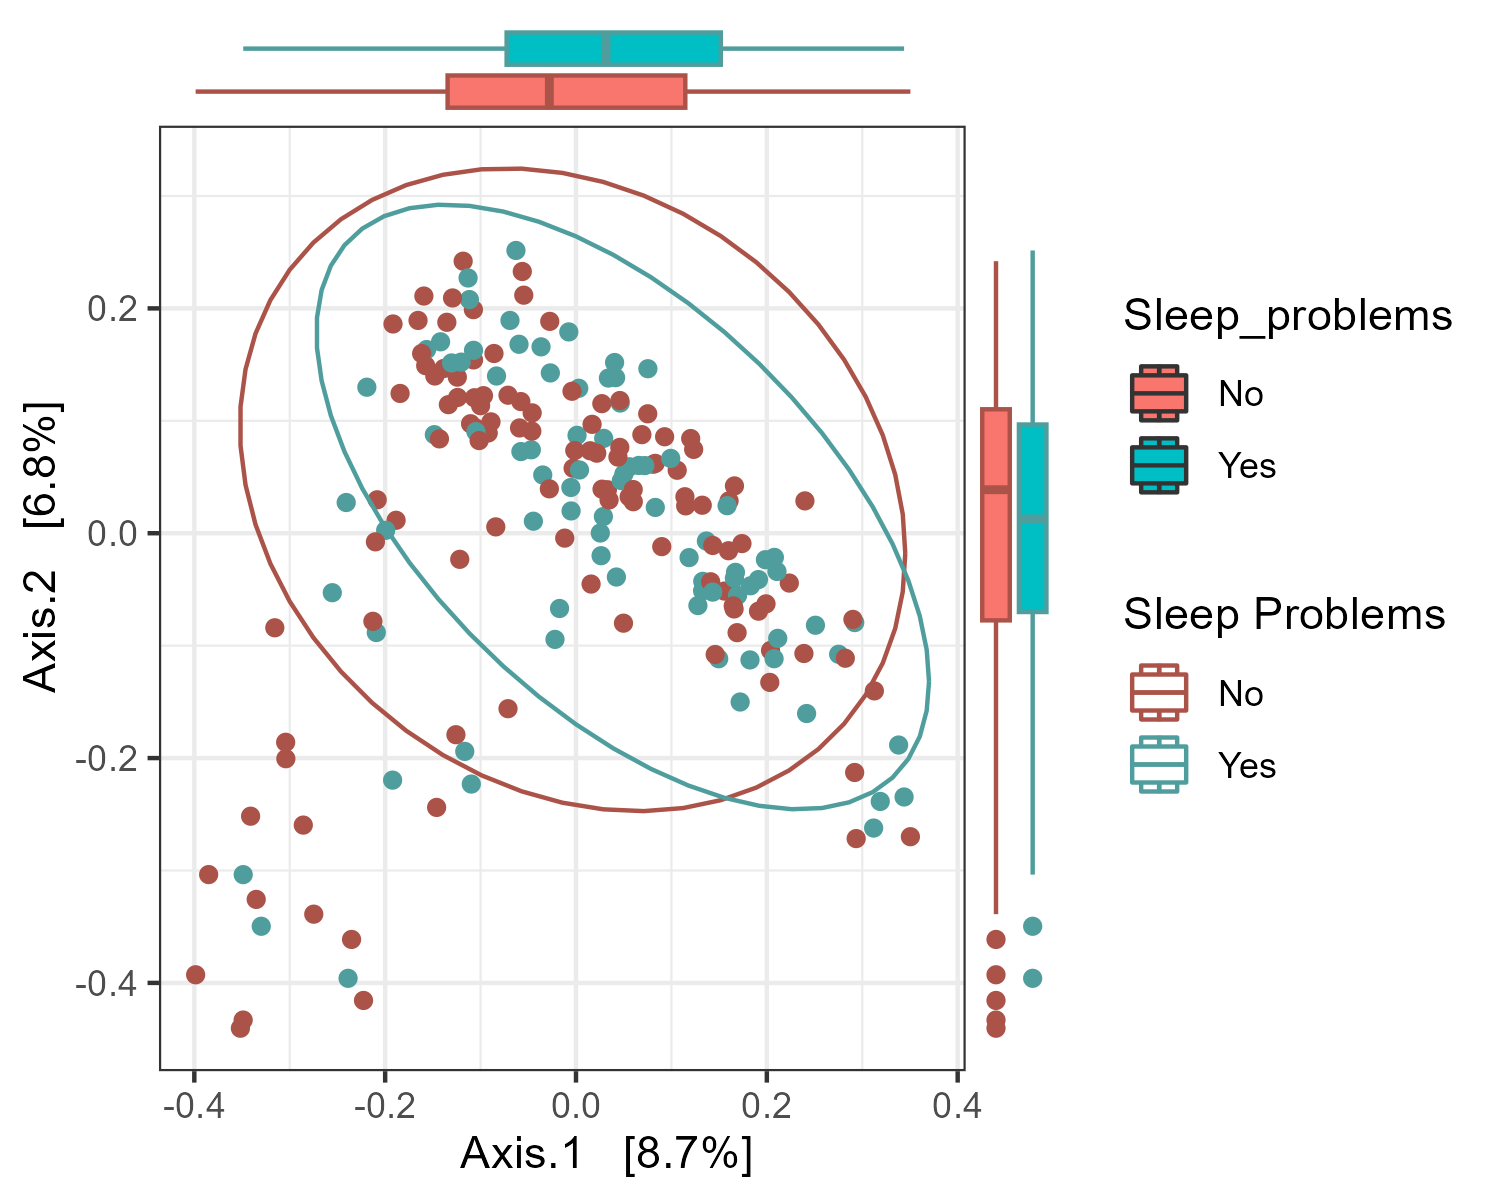 0.2
0.0
-0.2
-0.4
Axis.2 [6.8%]
-0.4 -0.2 0.0 0.2 0.4
Axis.1 [8.7%]
Sleep_problems
No
Yes
Sleep Problems
No
Yes